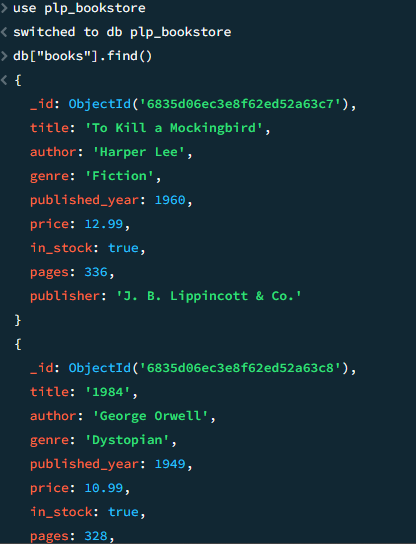 > use plp_bookstore
< switched to db plp_bookstore
> db["books"].find()
< {
_id: ObjectId('6835d06ec3e8f62ed52a63c7'),
title: 'To Kill a Mockingbird',
author: 'Harper Lee',
genre: 'Fiction',
published_year: 1960,
price: 12.99,
in_stock: true,
pages: 336,
publisher: 'J. B. Lippincott & Co.'
}
{
_id: ObjectId('6835d06ec3e8f62ed52a63c8'),
title: '1984',
author: 'George Orwell',
genre: 'Dystopian',
published_year: 1949,
price: 10.99,
in_stock: true,
pages: 328,